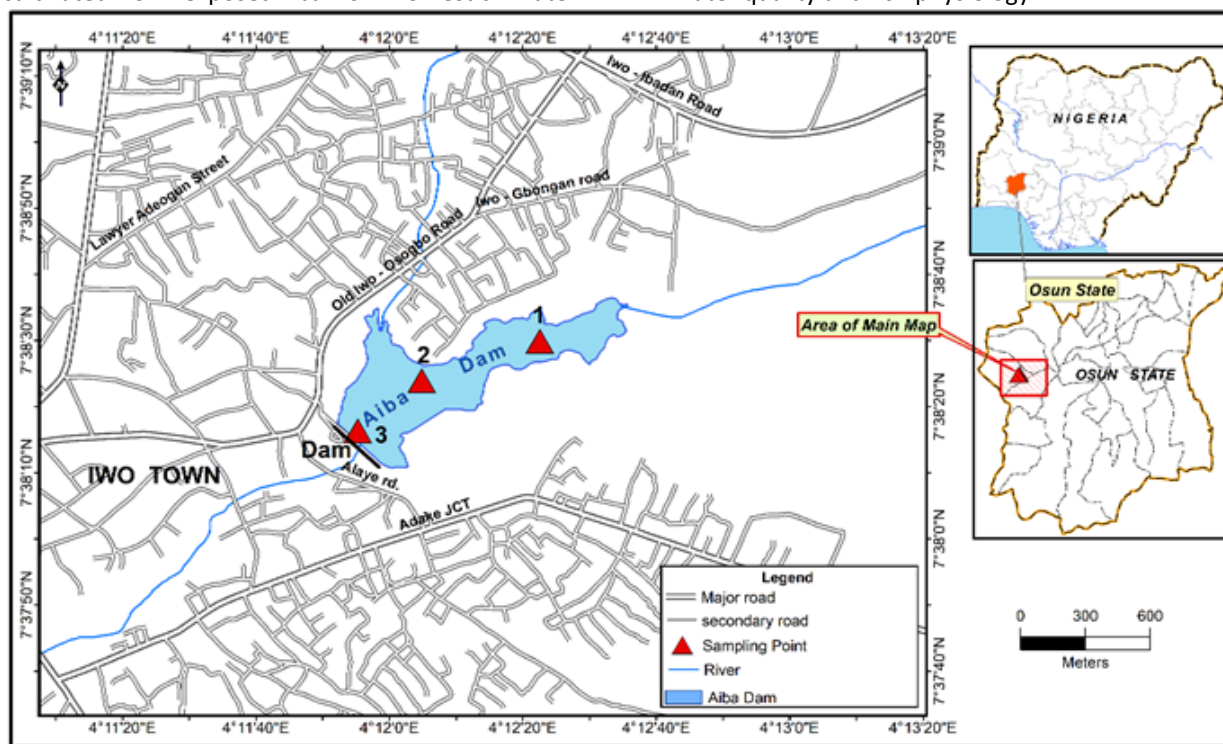 4°11'20"E 4°11'40"E 4°12'0"E 4°12'20"E 4°12'40"E 4°13'0"E 4°13'20"E
7°39'10"N
7°38'50"N
7°38'30"N
7°38'10"N
7°37'50"N
N
Iwo - Ibadan Road
Lawyer Adeogun Street
Iwo - Gbongan road
Old Iwo - Osogbo Road
1
2
3
Aiba Dam
Dam
Alaye rd.
IWO TOWN
Adake JCT
7°39'0"N
7°38'40"N
7°38'20"N
7°38'0"N
7°37'40"N
Legend
Major road
secondary road
Sampling Point
River
Aiba Dam
4°11'20"E 4°11'40"E 4°12'0"E 4°12'20"E 4°12'40"E 4°13'0"E 4°13'20"E
NIGERIA
Osun State
Area of Main Map
OSUN STATE
0 300 600
Meters